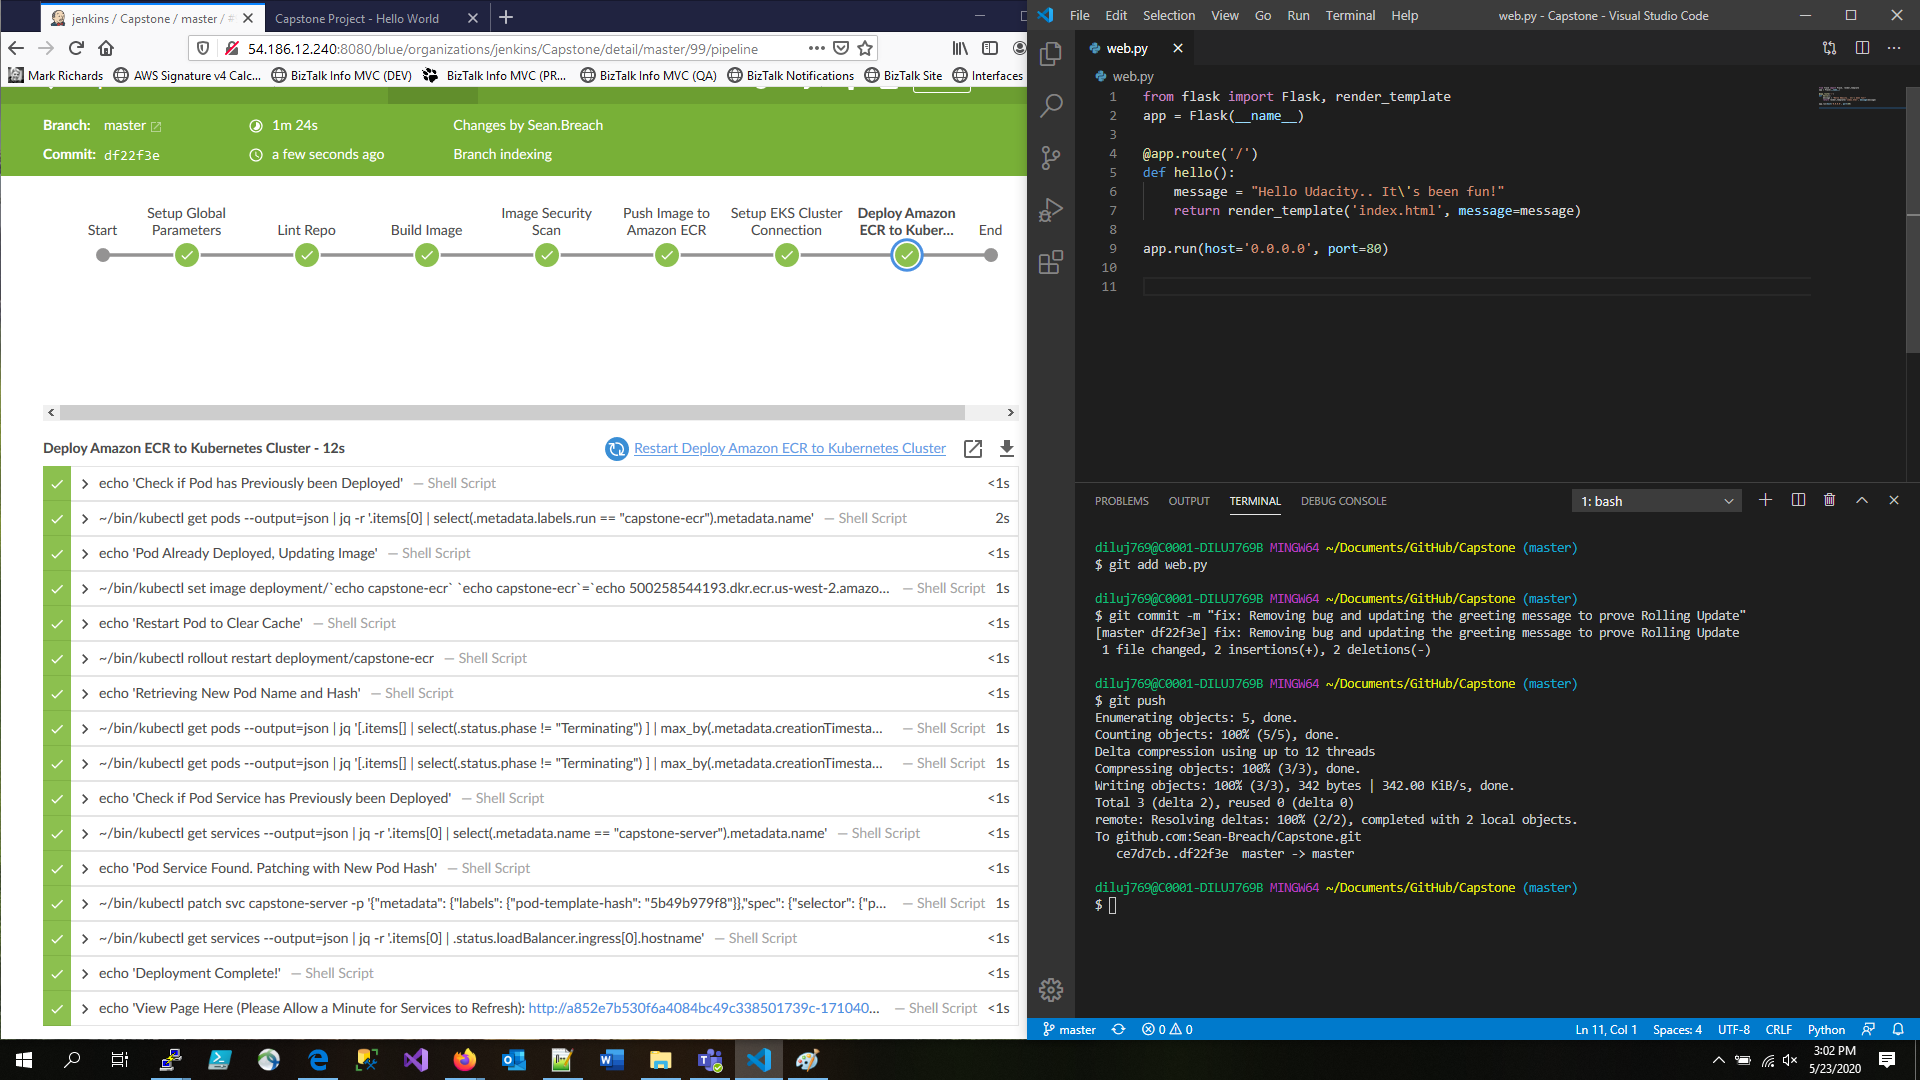 jenkins / Capstone / master / #
Capstone Project - Hello World
54.186.12.240:8080/blue/organizations/jenkins/Capstone/detail/master/99/pipeline
Mark Richards
AWS Signature v4 Calc...
BizTalk Info MVC (DEV)
BizTalk Info MVC (PR...
BizTalk Info MVC (QA)
BizTalk Notifications
BizTalk Site
Interfaces
Branch: master
1m 24s
Changes by Sean.Breach
Commit: df22f3e
a few seconds ago
Branch indexing
Start
Setup Global Parameters
Lint Repo
Build Image
Image Security Scan
Push Image to Amazon ECR
Setup EKS Cluster Connection
Deploy Amazon ECR to Kuber...
End
Deploy Amazon ECR to Kubernetes Cluster - 12s
Restart Deploy Amazon ECR to Kubernetes Cluster
echo 'Check if Pod has Previously been Deployed' — Shell Script <1s
~/bin/kubectl get pods --output=json | jq -r '.items[0] | select(.metadata.labels.run == "capstone-ecr").metadata.name' — Shell Script 2s
echo 'Pod Already Deployed, Updating Image' — Shell Script <1s
~/bin/kubectl set image deployment/`echo capstone-ecr` `echo capstone-ecr`=`echo 500258544193.dkr.ecr.us-west-2.amazo... — Shell Script 1s
echo 'Restart Pod to Clear Cache' — Shell Script <1s
~/bin/kubectl rollout restart deployment/capstone-ecr — Shell Script <1s
echo 'Retrieving New Pod Name and Hash' — Shell Script <1s
~/bin/kubectl get pods --output=json | jq '[.items[] | select(.status.phase != "Terminating") ] | max_by(.metadata.creationTimesta... — Shell Script 1s
~/bin/kubectl get pods --output=json | jq '[.items[] | select(.status.phase != "Terminating") ] | max_by(.metadata.creationTimesta... — Shell Script 1s
echo 'Check if Pod Service has Previously been Deployed' — Shell Script <1s
~/bin/kubectl get services --output=json | jq -r '.items[0] | select(.metadata.name == "capstone-server").metadata.name' — Shell Script <1s
echo 'Pod Service Found. Patching with New Pod Hash' — Shell Script <1s
~/bin/kubectl patch svc capstone-server -p '{"metadata": {"labels": {"pod-template-hash": "5b49b979f8"}},"spec": {"selector": {"p... — Shell Script 1s
~/bin/kubectl get services --output=json | jq -r '.items[0] | .status.loadBalancer.ingress[0].hostname' — Shell Script <1s
echo 'Deployment Complete!' — Shell Script <1s
echo 'View Page Here (Please Allow a Minute for Services to Refresh): http://a852e7b530f6a4084bc49c338501739c-171040... — Shell Script <1s
File Edit Selection View Go Run Terminal Help
web.py - Capstone - Visual Studio Code
web.py
web.py
1 from flask import Flask, render_template
2 app = Flask(__name__)
3
4 @app.route('/')
5 def hello():
6 message = "Hello Udacity.. It\'s been fun!"
7 return render_template('index.html', message=message)
8
9 app.run(host='0.0.0.0', port=80)
10
11
PROBLEMS OUTPUT TERMINAL DEBUG CONSOLE
1: bash
diluj769@C0001-DILUJ769B MINGW64 ~/Documents/GitHub/Capstone (master)
$ git add web.py
diluj769@C0001-DILUJ769B MINGW64 ~/Documents/GitHub/Capstone (master)
$ git commit -m "fix: Removing bug and updating the greeting message to prove Rolling Update"
[master df22f3e] fix: Removing bug and updating the greeting message to prove Rolling Update
1 file changed, 2 insertions(+), 2 deletions(-)
diluj769@C0001-DILUJ769B MINGW64 ~/Documents/GitHub/Capstone (master)
$ git push
Enumerating objects: 5, done.
Counting objects: 100% (5/5), done.
Delta compression using up to 12 threads
Compressing objects: 100% (3/3), done.
Writing objects: 100% (3/3), 342 bytes | 342.00 KiB/s, done.
Total 3 (delta 2), reused 0 (delta 0)
remote: Resolving deltas: 100% (2/2), completed with 2 local objects.
To github.com:Sean-Breach/Capstone.git
ce7d7cb..df22f3e master -> master
diluj769@C0001-DILUJ769B MINGW64 ~/Documents/GitHub/Capstone (master)
$
master
0 0
Ln 11, Col 1
Spaces: 4
UTF-8
CRLF
Python
3:02 PM
5/23/2020